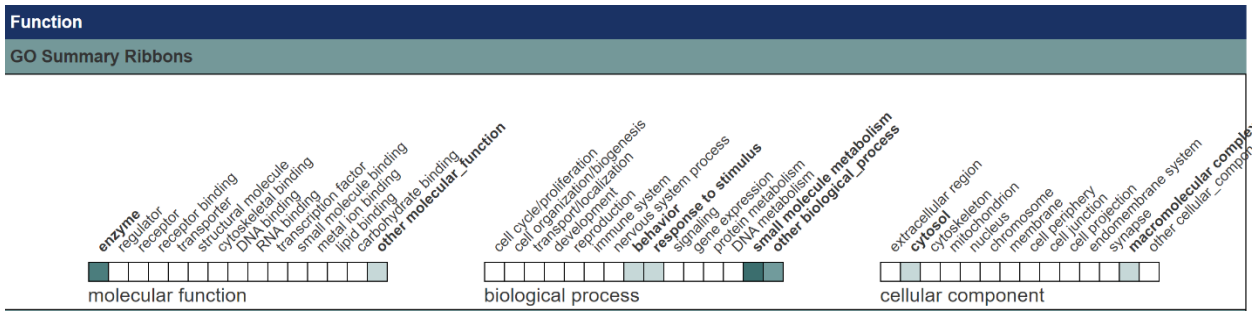 Function
GO Summary Ribbons
enzyme
regulator
receptor
receptor binding
transporter
structural molecule
cytoskeletal binding
DNA binding
RNA binding
transcription factor
small molecule binding
metal ion binding
lipid binding
carbohydrate binding
other molecular_function
molecular function
cell cycle/proliferation
cell organization/biogenesis
transport/localization
development
reproduction
immune system
nervous system process
behavior
response to stimulus
signaling
gene expression
protein metabolism
DNA metabolism
small molecule metabolism
other biological_process
biological process
extracellular region
cytosol
cytoskeleton
mitochondrion
nucleus
chromosome
membrane
cell periphery
cell junction
cell projection
endomembrane system
synapse
macromolecular complex
other cellular_compone
cellular component